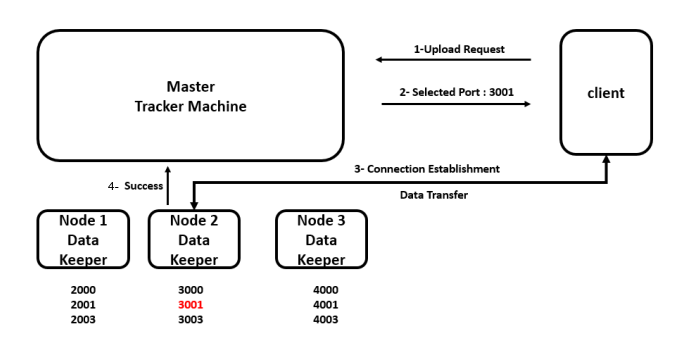 1-Upload Request
Master
Tracker Machine
2- Selected Port : 3001
client
3- Connection Establishment
4- Success
Data Transfer
Node 1
Data
Keeper
Node 2
Data
Keeper
Node 3
Data
Keeper
2000
2001
2003
3000
3001
3003
4000
4001
4003